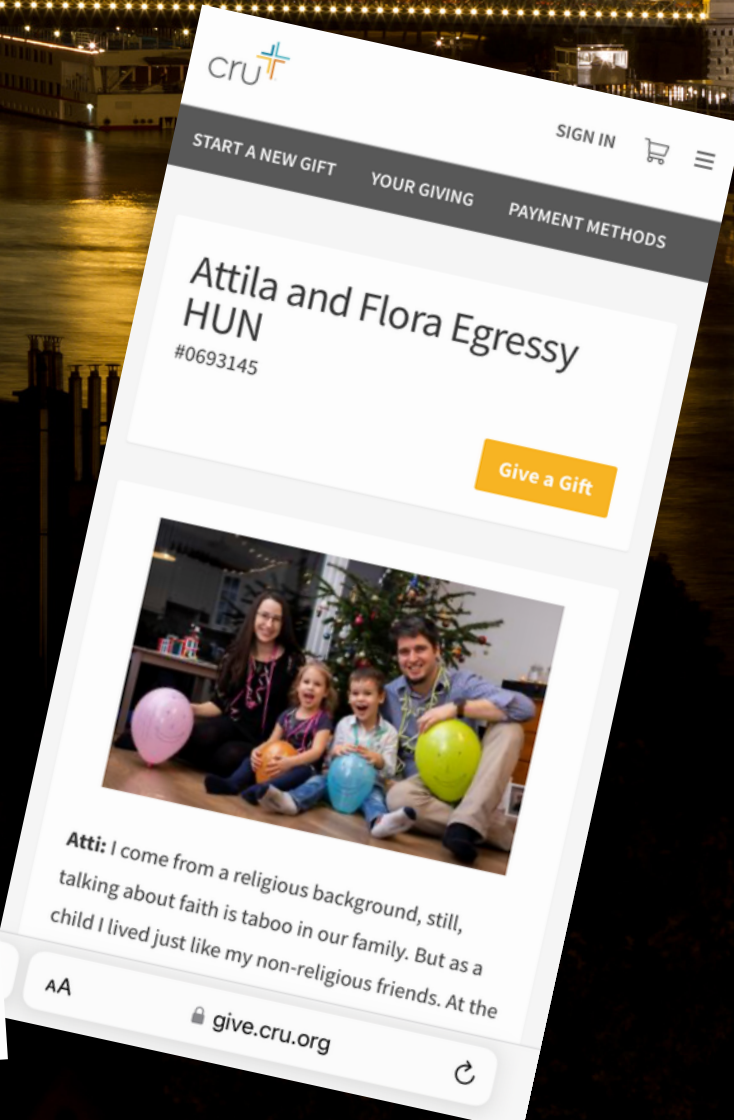 cru
SIGN IN
START A NEW GIFT YOUR GIVING PAYMENT METHODS
Attila and Flora Egressy
HUN
#0693145
Give a Gift
Atti: I come from a religious background, still,
talking about faith is taboo in our family. But as a
child I lived just like my non-religious friends. At the
AA
give.cru.org